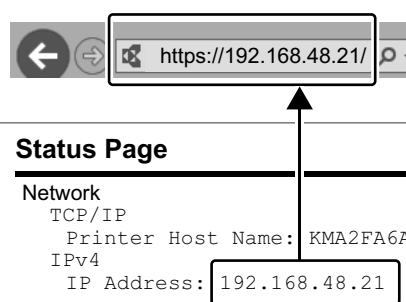 https://192.168.48.21/
Status Page
Network
TCP/IP
Printer Host Name: KMA2FA6A
IPv4
IP Address: 192.168.48.21